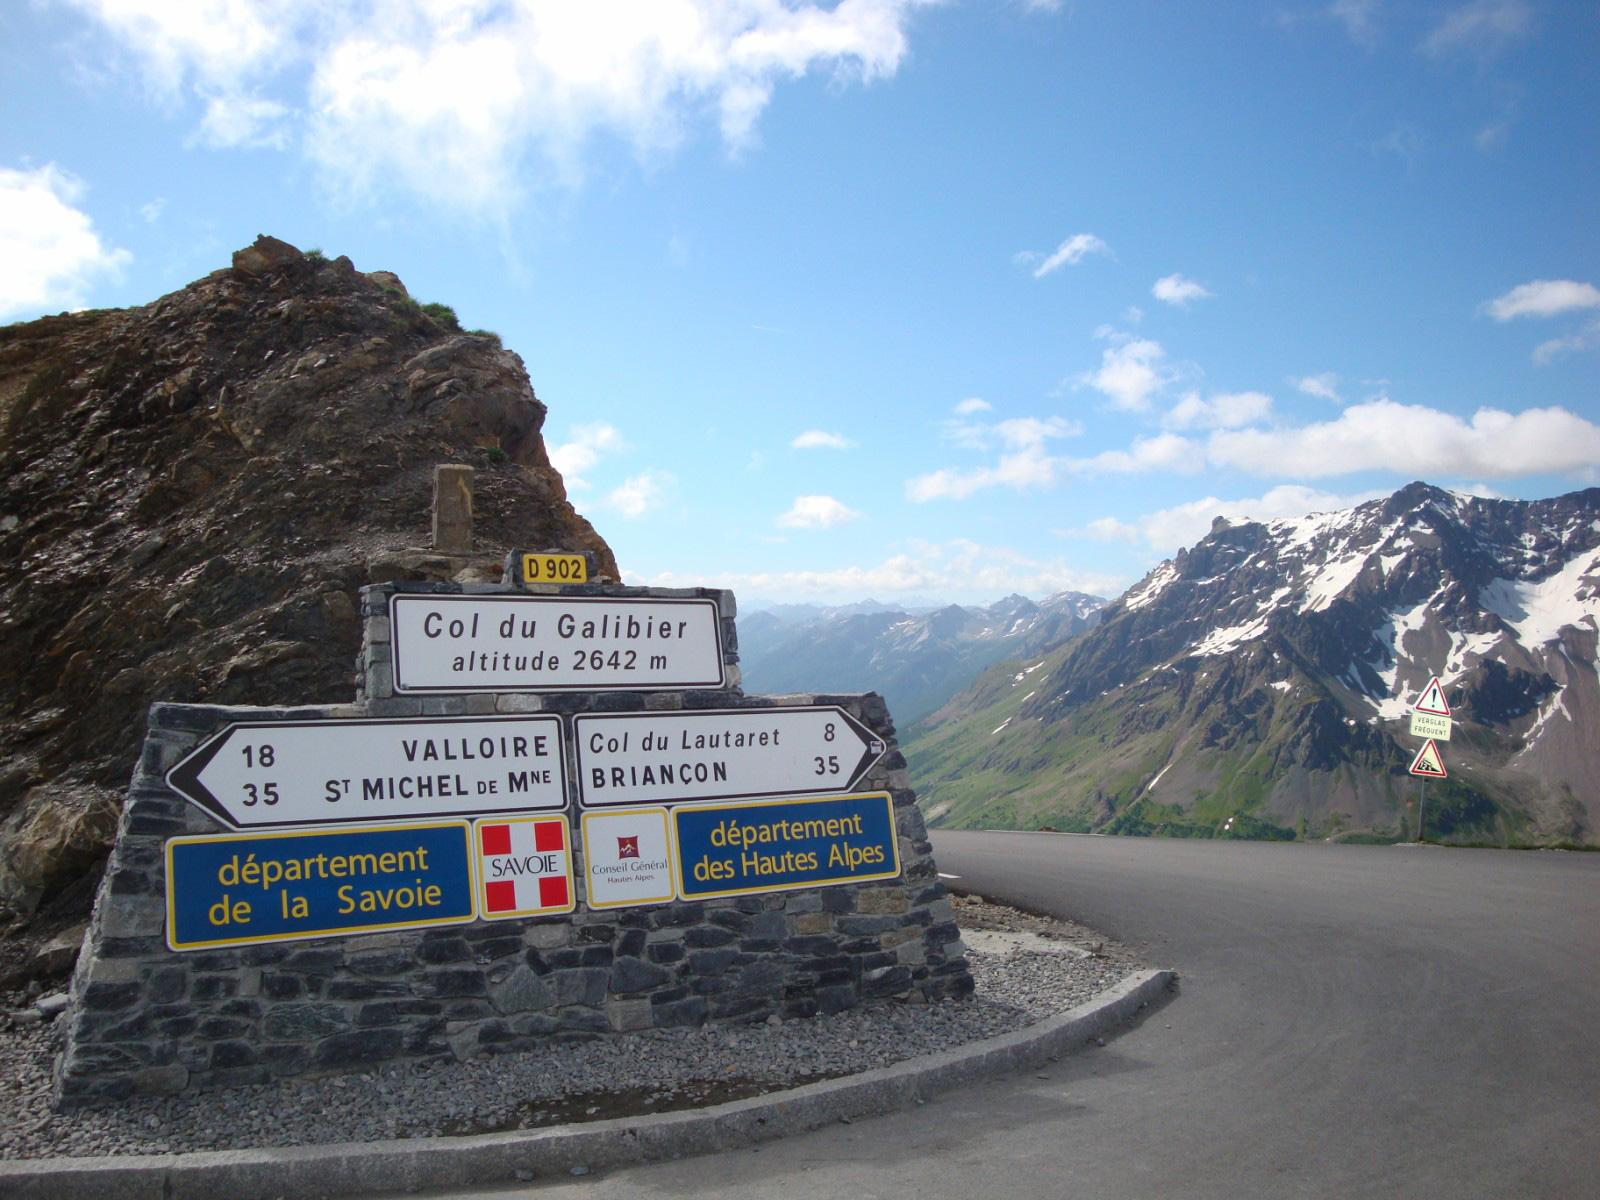 D 902
Col du Galibier
altitude 2642 m
18 VALLOIRE
35 ST MICHEL DE MNE
Col du Lautaret 8
BRIANÇON 35
département
de la Savoie
SAVOIE
Conseil Général
Hautes Alpes
département
des Hautes Alpes
VERGLAS
FRÉQUENT